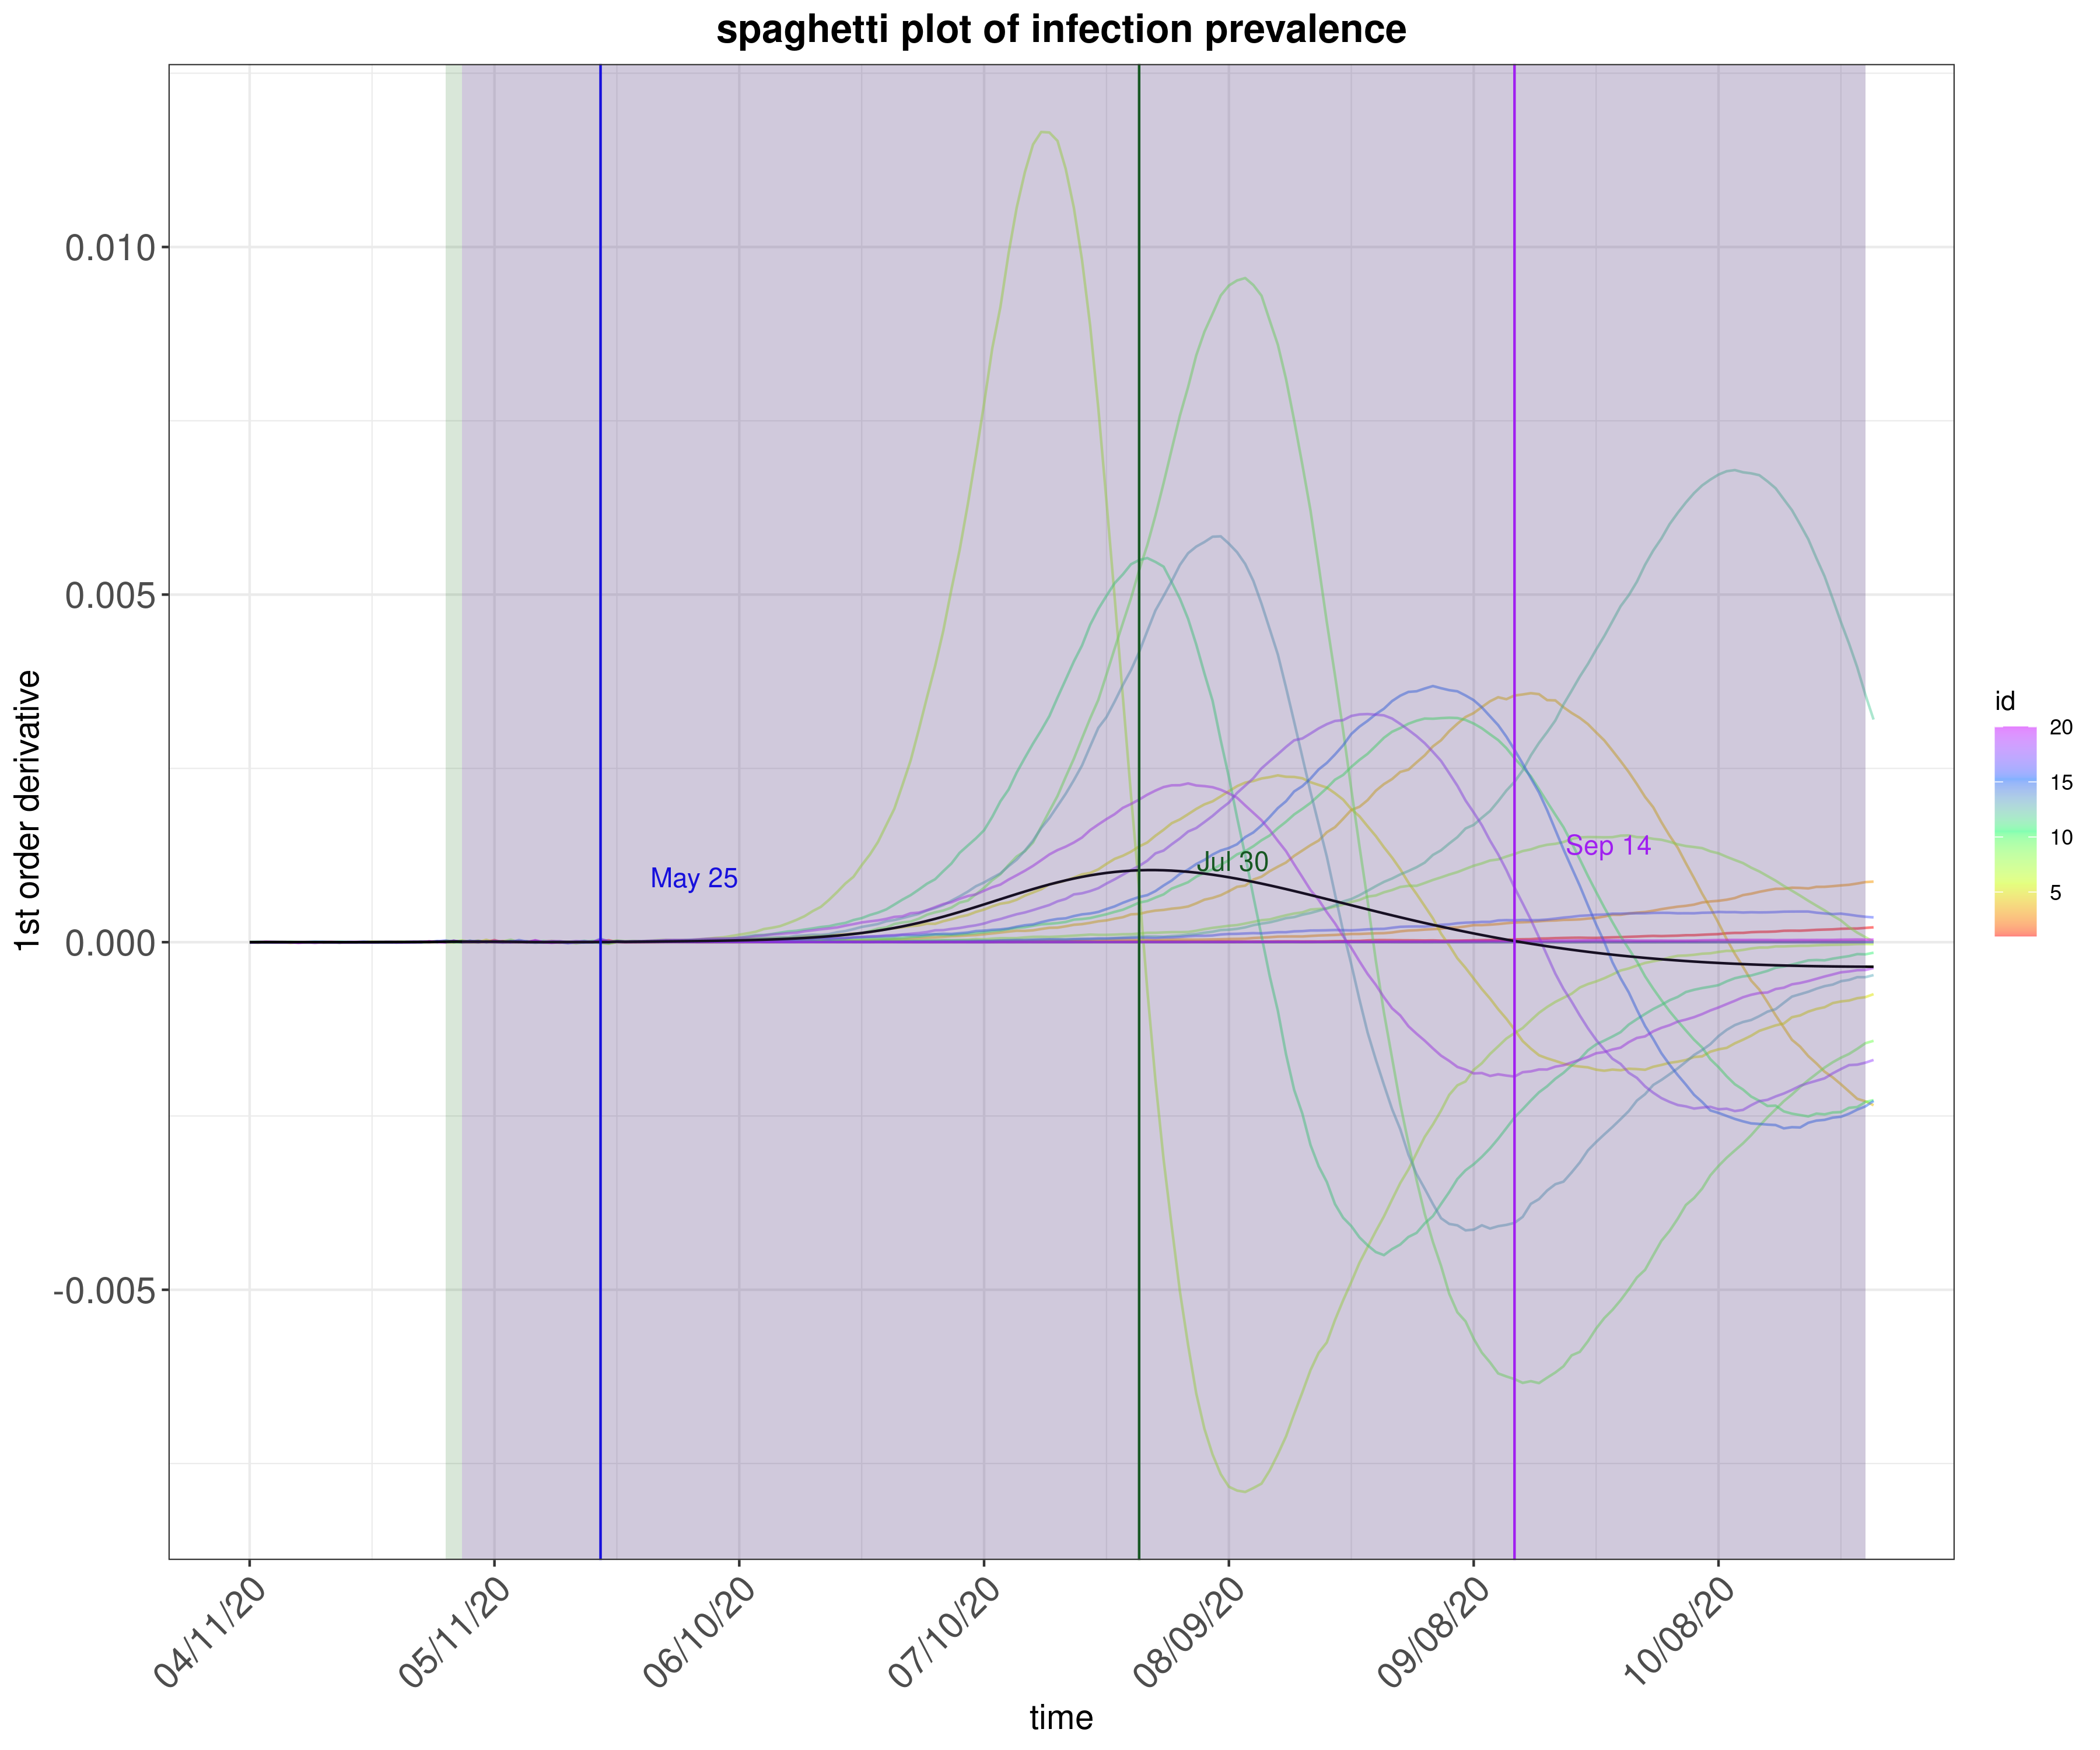 spaghetti plot of infection prevalence
1st order derivative
0.010
0.005
0.000
-0.005
May 25
Jul 30
Sep 14
04/11/20
05/11/20
06/10/20
07/10/20
08/09/20
09/08/20
10/08/20
time
id
20
15
10
5